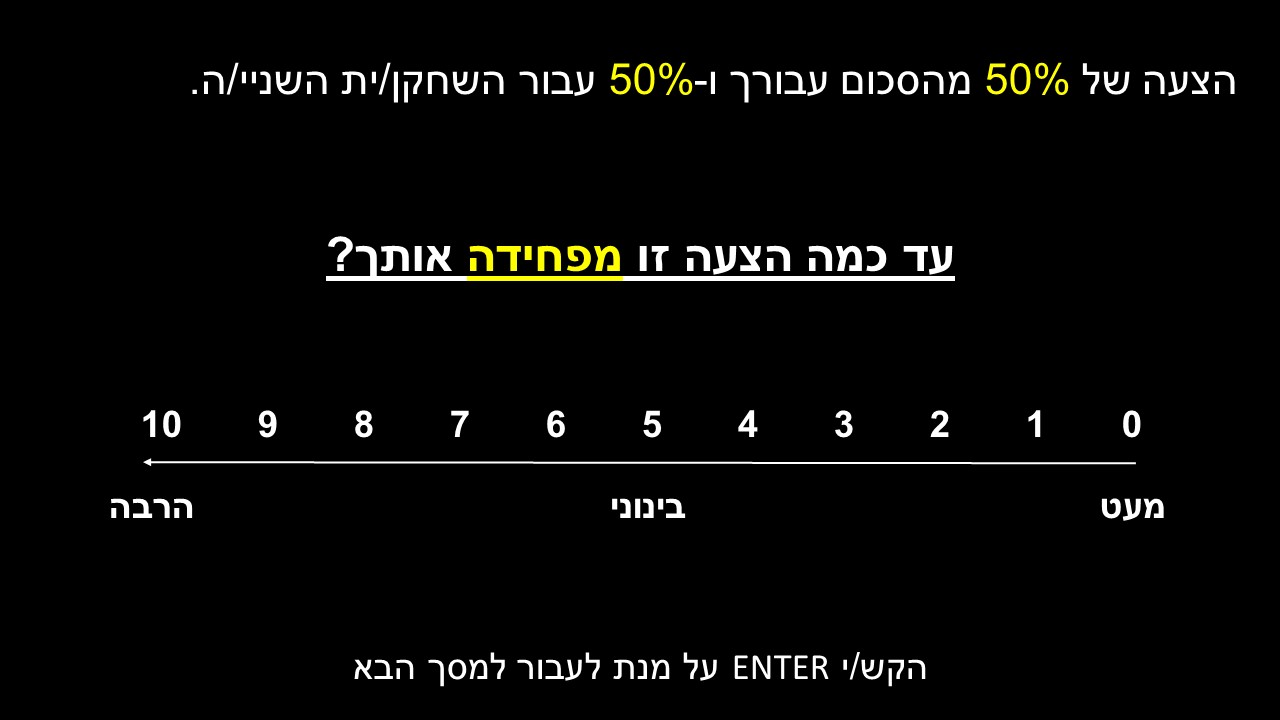 הצעה של 50% מהסכום עבורך ו-50% עבור השחקן/ית השניי/ה.
עד כמה הצעה זו מפחידה אותך?
0 1 2 3 4 5 6 7 8 9 10
מעט בינוני הרבה
הקש/י ENTER על מנת לעבור למסך הבא